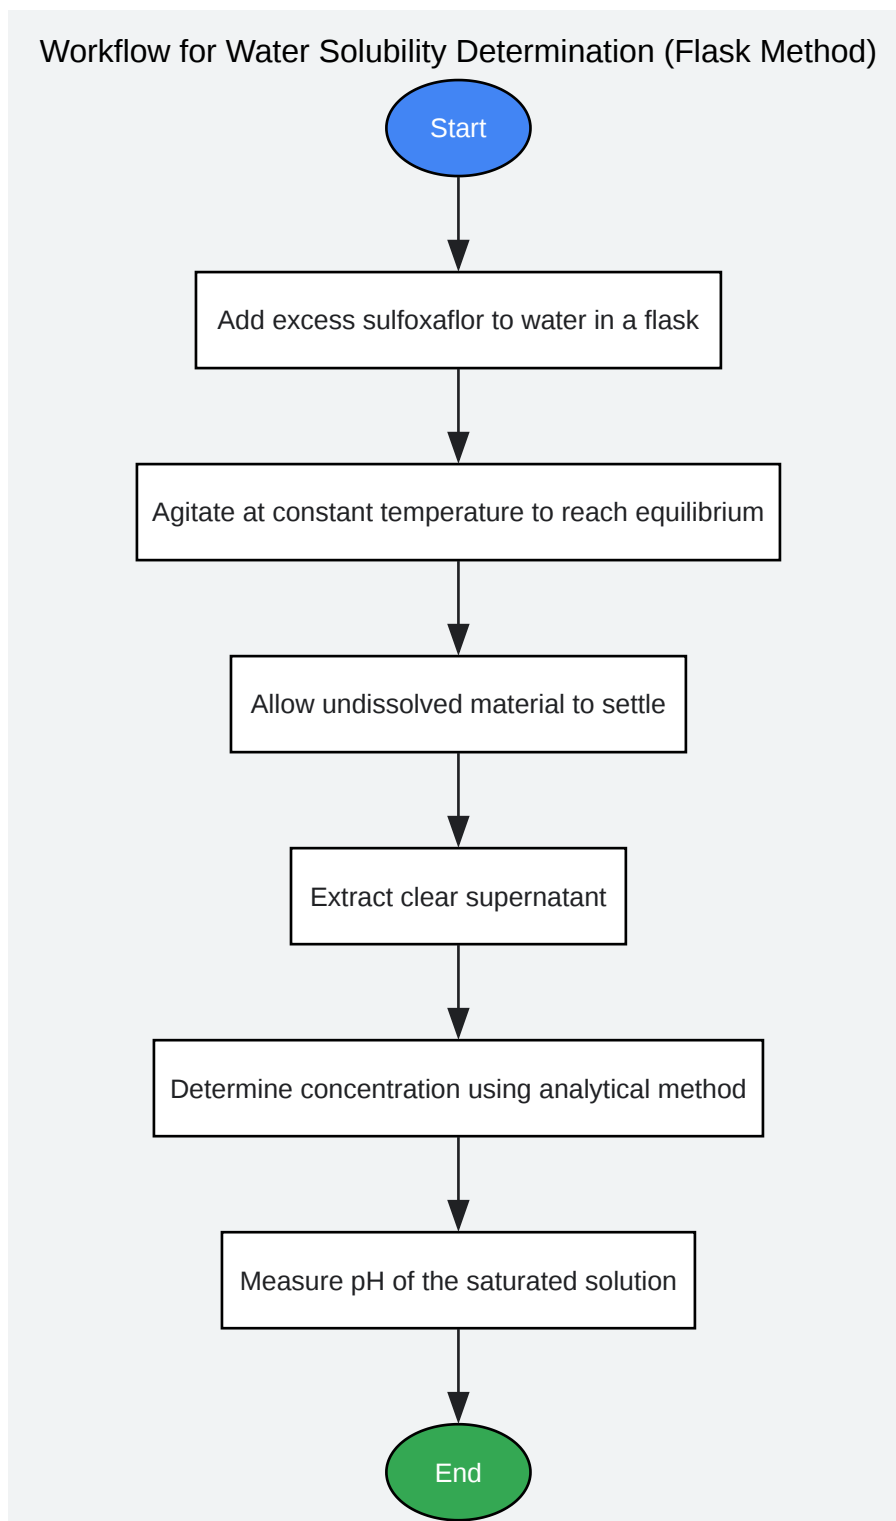 Workflow for Water Solubility Determination (Flask Method)
Start
Add excess sulfoxaflor to water in a flask
Agitate at constant temperature to reach equilibrium
Allow undissolved material to settle
Extract clear supernatant
Determine concentration using analytical method
Measure pH of the saturated solution
End